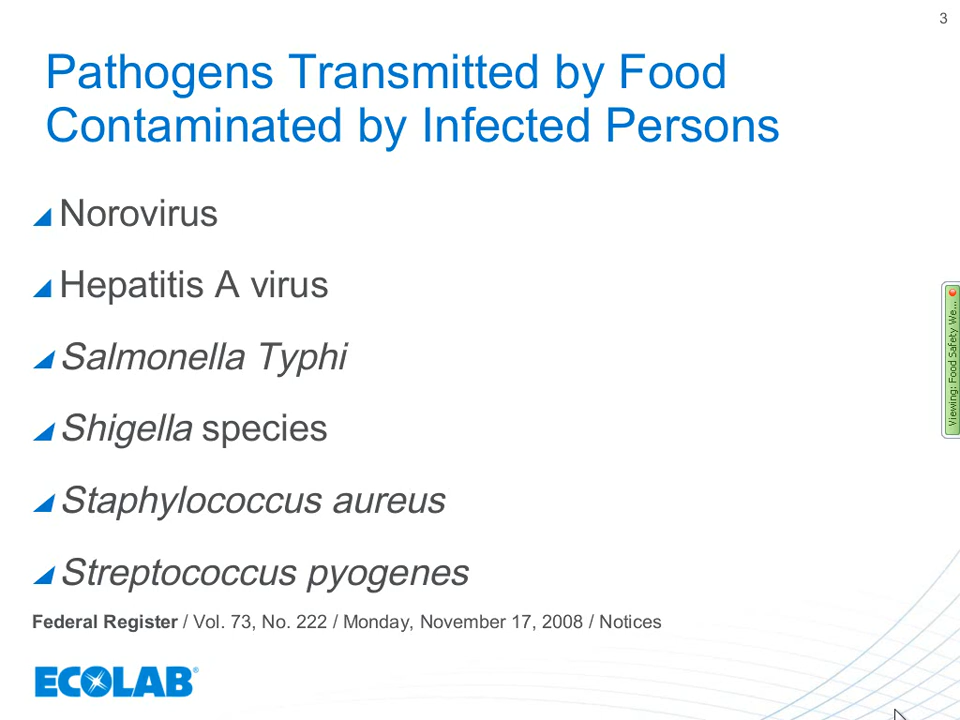 3
Pathogens Transmitted by Food
Contaminated by Infected Persons
Norovirus
Hepatitis A virus
Salmonella Typhi
Shigella species
Staphylococcus aureus
Streptococcus pyogenes
Federal Register / Vol. 73, No. 222 / Monday, November 17, 2008 / Notices
ECOLAB®
Viewing: Food Safety We...